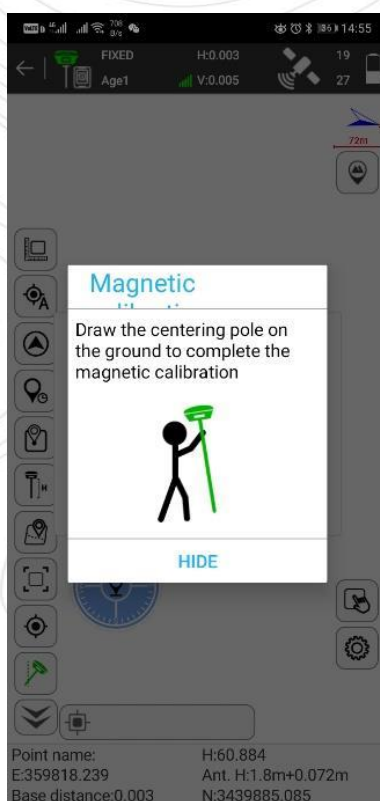 708
B/s
14:55
FIXED
H:0.003
19
Age1
V:0.005
27
72m
Magnetic
Draw the centering pole on
the ground to complete the
magnetic calibration
HIDE
Point name:
H:60.884
E:359818.239
Ant. H:1.8m+0.072m
Base distance:0.003
N:3439885.085